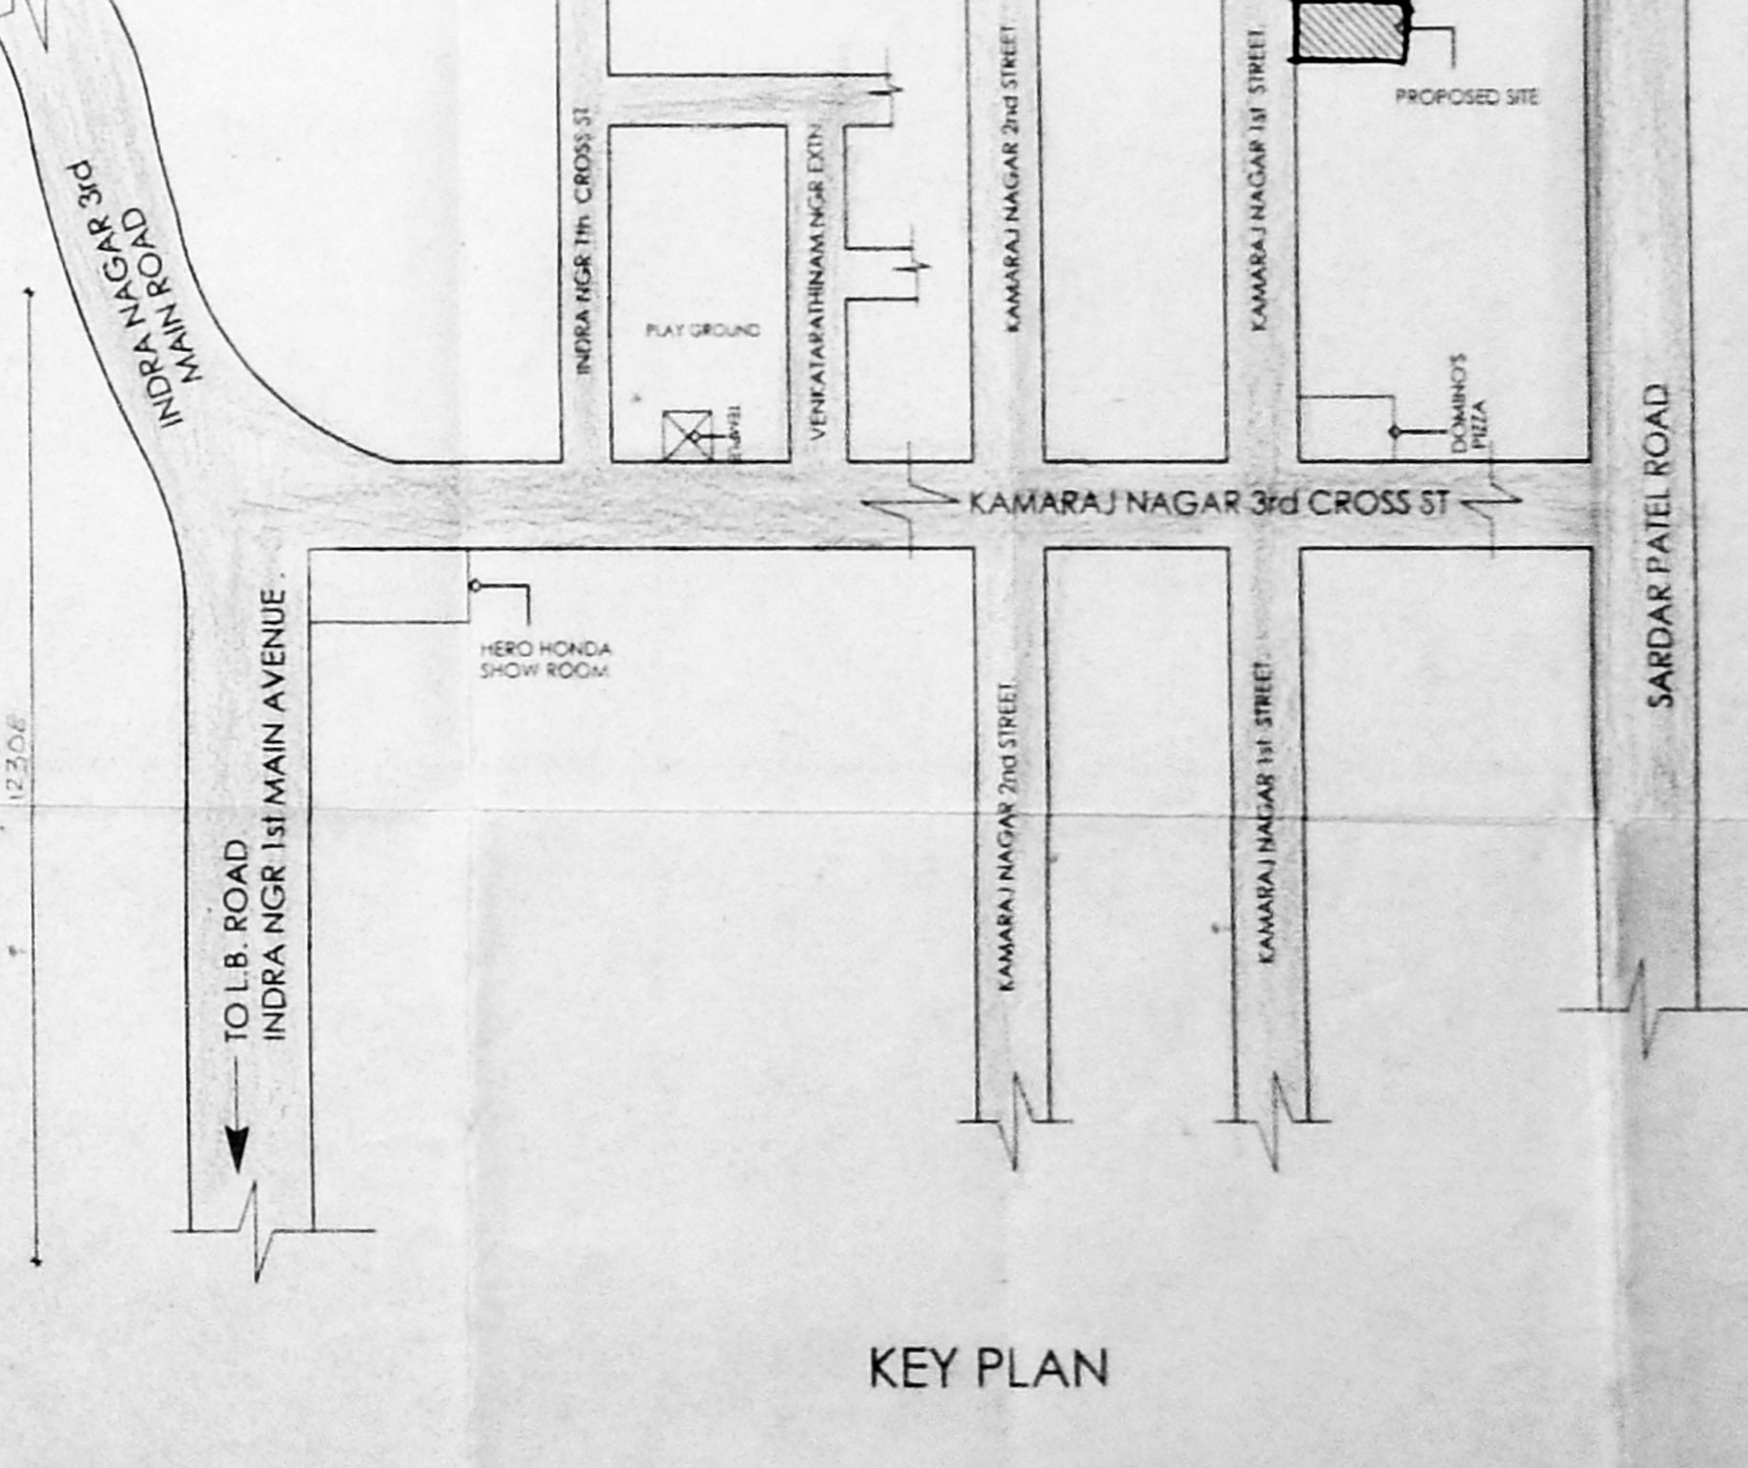 PROPOSED SITE
KAMARAJ NAGAR 2nd STREET
KAMARAJ NAGAR 1st STREET
INDRA NGR 11th CROSS ST
VENKATARATHINAM NGR EXTN
INDRA NAGAR 3rd
MAIN ROAD
PLAY GROUND
TEMPLE
DOMINO'S
PIZZA
SARDAR PATEL ROAD
KAMARAJ NAGAR 3rd CROSS ST
HERO HONDA
SHOW ROOM
KAMARAJ NAGAR 2nd STREET
KAMARAJ NAGAR 1st STREET
12308
TO L.B. ROAD
INDRA NGR 1st MAIN AVENUE.
KEY PLAN